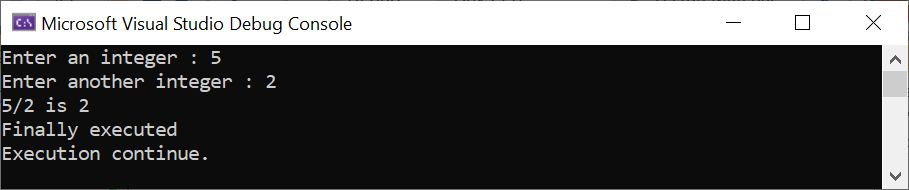 Microsoft Visual Studio Debug Console
Enter an integer : 5
Enter another integer : 2
5/2 is 2
Finally executed
Execution continue.